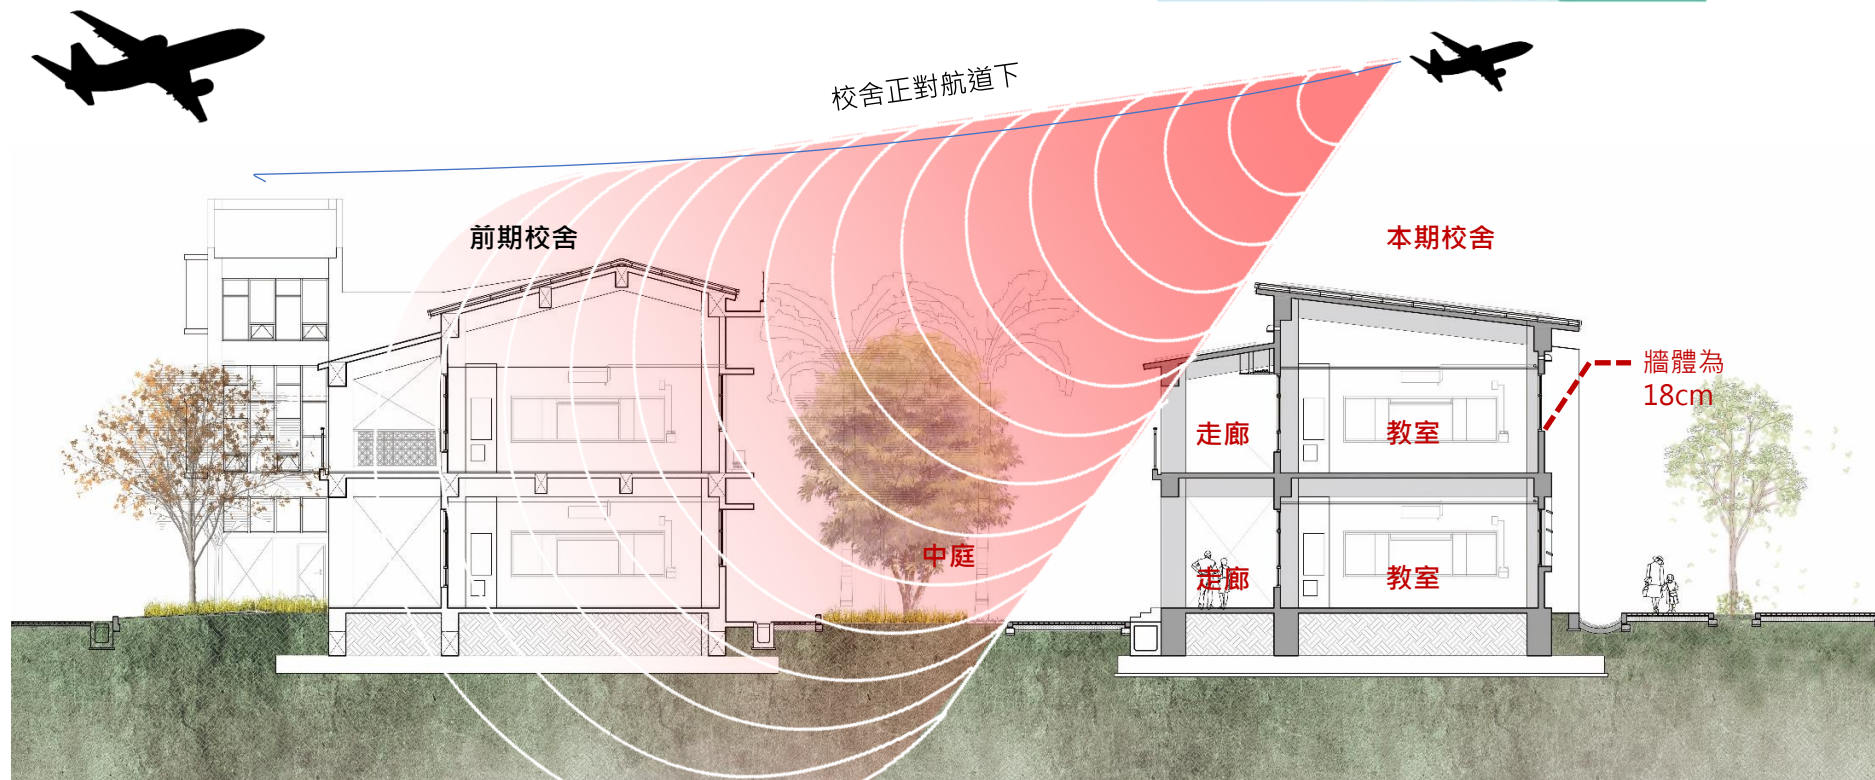 校舍正對航道下
前期校舍
本期校舍
牆體為
18cm
走廊
教室
中庭
走廊
教室